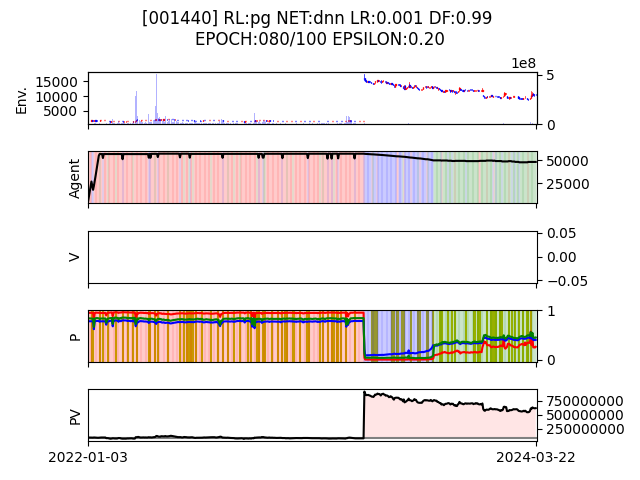 [001440] RL:pg NET:dnn LR:0.001 DF:0.99
EPOCH:080/100 EPSILON:0.20
1e8
Env.
15000
10000
5000
5
0
Agent
50000
25000
V
0.05
0.00
−0.05
P
1
0
PV
750000000
500000000
250000000
2022-01-03
2024-03-22